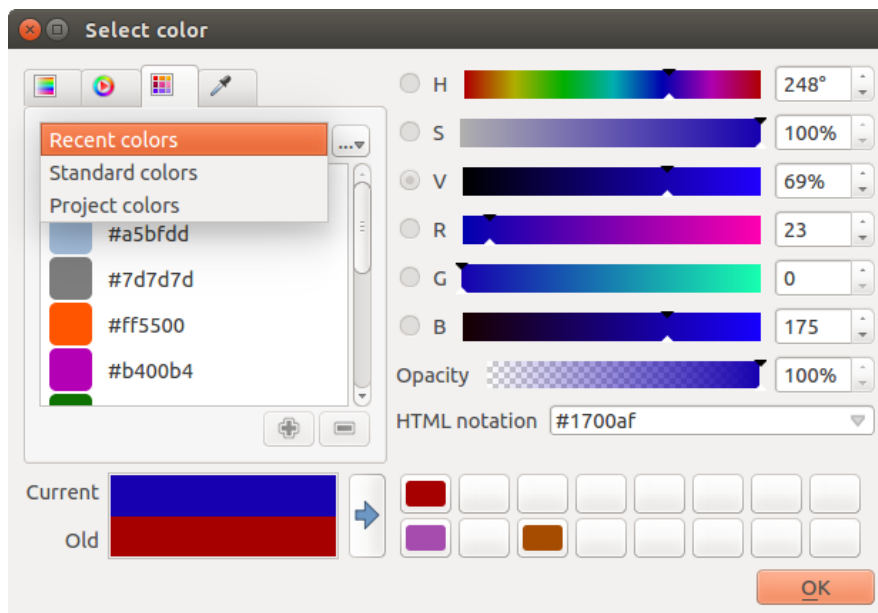 Select color
Recent colors
...
Standard colors
Project colors
#a5bfdd
#7d7d7d
#ff5500
#b400b4
H 248°
S 100%
V 69%
R 23
G 0
B 175
Opacity 100%
HTML notation #1700af
Current
Old
OK